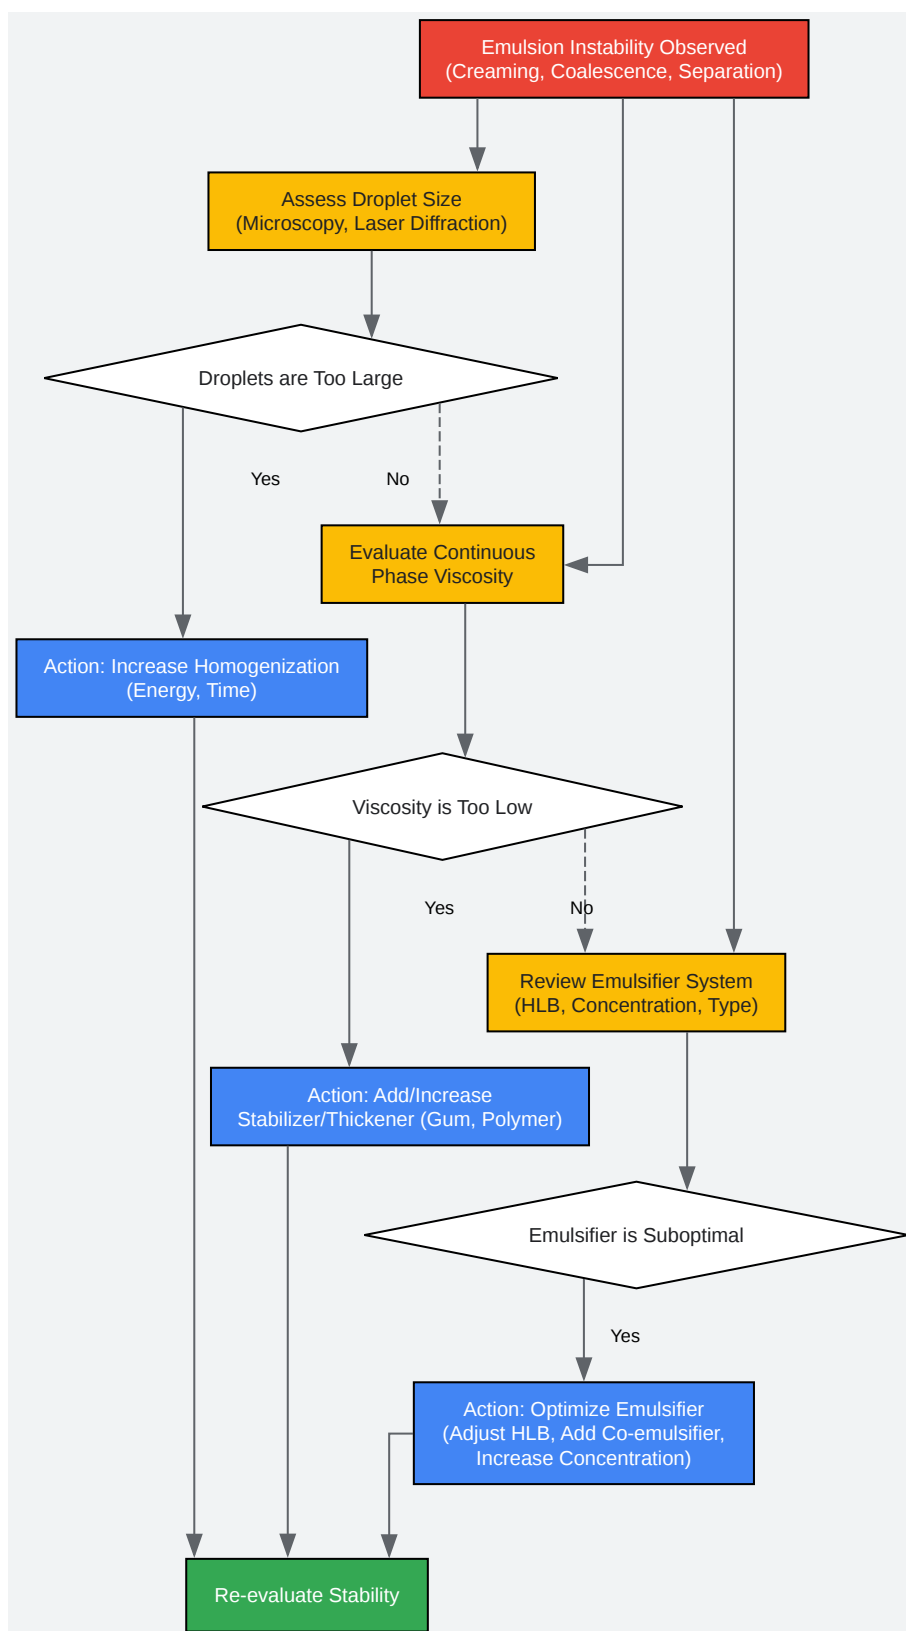 Emulsion Instability Observed
(Creaming, Coalescence, Separation)
Assess Droplet Size
(Microscopy, Laser Diffraction)
Droplets are Too Large
Yes
No
Evaluate Continuous
Phase Viscosity
Action: Increase Homogenization
(Energy, Time)
Viscosity is Too Low
Yes
No
Review Emulsifier System
(HLB, Concentration, Type)
Action: Add/Increase
Stabilizer/Thickener (Gum, Polymer)
Emulsifier is Suboptimal
Yes
Action: Optimize Emulsifier
(Adjust HLB, Add Co-emulsifier,
Increase Concentration)
Re-evaluate Stability